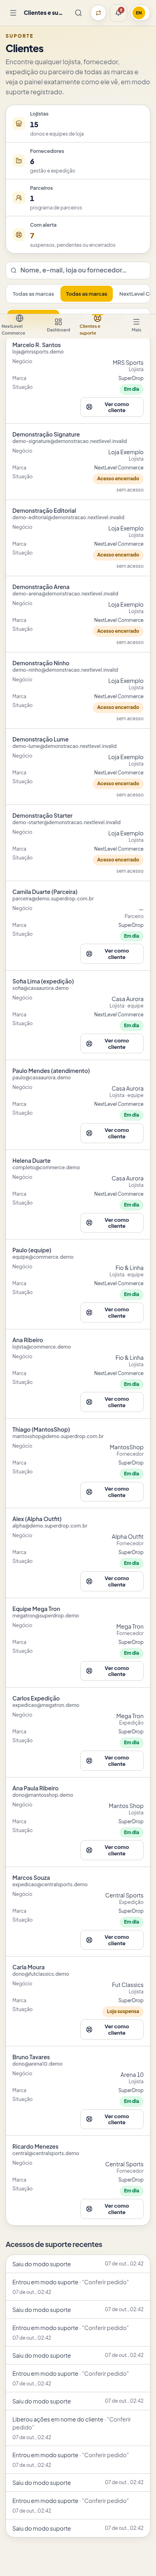 Clientes e su...
8
EN
SUPORTE
Clientes
Encontre qualquer lojista, fornecedor, expedição ou parceiro de todas as marcas — e veja o painel exatamente como ele vê, em modo suporte registrado.
Lojistas
15
donos e equipes de loja
Fornecedores
6
gestão e expedição
Parceiros
1
programa de parceiros
Com alerta
7
suspensos, pendentes ou encerrados
Nome, e-mail, loja ou fornecedor…
Todas as marcas
Todas as marcas
NextLevel C
NextLevel Commerce
Dashboard
Clientes e suporte
Mais
Marcelo R. Santos
loja@mrssports.demo
Negócio
MRS Sports
Lojista
Marca
SuperDrop
Situação
Em dia
Ver como cliente
Demonstração Signature
demo-signature@demonstracao.nextlevel.invalid
Negócio
Loja Exemplo
Lojista
Marca
NextLevel Commerce
Situação
Acesso encerrado
sem acesso
Demonstração Editorial
demo-editorial@demonstracao.nextlevel.invalid
Negócio
Loja Exemplo
Lojista
Marca
NextLevel Commerce
Situação
Acesso encerrado
sem acesso
Demonstração Arena
demo-arena@demonstracao.nextlevel.invalid
Negócio
Loja Exemplo
Lojista
Marca
NextLevel Commerce
Situação
Acesso encerrado
sem acesso
Demonstração Ninho
demo-ninho@demonstracao.nextlevel.invalid
Negócio
Loja Exemplo
Lojista
Marca
NextLevel Commerce
Situação
Acesso encerrado
sem acesso
Demonstração Lume
demo-lume@demonstracao.nextlevel.invalid
Negócio
Loja Exemplo
Lojista
Marca
NextLevel Commerce
Situação
Acesso encerrado
sem acesso
Demonstração Starter
demo-starter@demonstracao.nextlevel.invalid
Negócio
Loja Exemplo
Lojista
Marca
NextLevel Commerce
Situação
Acesso encerrado
sem acesso
Camila Duarte (Parceira)
parceira@demo.superdrop.com.br
Negócio
—
Parceiro
Marca
SuperDrop
Situação
Em dia
Ver como cliente
Sofia Lima (expedição)
sofia@casaaurora.demo
Negócio
Casa Aurora
Lojista · equipe
Marca
NextLevel Commerce
Situação
Em dia
Ver como cliente
Paulo Mendes (atendimento)
paulo@casaaurora.demo
Negócio
Casa Aurora
Lojista · equipe
Marca
NextLevel Commerce
Situação
Em dia
Ver como cliente
Helena Duarte
completo@commerce.demo
Negócio
Casa Aurora
Lojista
Marca
NextLevel Commerce
Situação
Em dia
Ver como cliente
Paulo (equipe)
equipe@commerce.demo
Negócio
Fio & Linha
Lojista · equipe
Marca
NextLevel Commerce
Situação
Em dia
Ver como cliente
Ana Ribeiro
lojista@commerce.demo
Negócio
Fio & Linha
Lojista
Marca
NextLevel Commerce
Situação
Em dia
Ver como cliente
Thiago (MantosShop)
mantosshop@demo.superdrop.com.br
Negócio
MantosShop
Fornecedor
Marca
SuperDrop
Situação
Em dia
Ver como cliente
Alex (Alpha Outfit)
alpha@demo.superdrop.com.br
Negócio
Alpha Outfit
Fornecedor
Marca
SuperDrop
Situação
Em dia
Ver como cliente
Equipe Mega Tron
megatron@superdrop.demo
Negócio
Mega Tron
Fornecedor
Marca
SuperDrop
Situação
Em dia
Ver como cliente
Carlos Expedição
expedicao@megatron.demo
Negócio
Mega Tron
Expedição
Marca
SuperDrop
Situação
Em dia
Ver como cliente
Ana Paula Ribeiro
dono@mantosshop.demo
Negócio
Mantos Shop
Lojista
Marca
SuperDrop
Situação
Em dia
Ver como cliente
Marcos Souza
expedicao@centralsports.demo
Negócio
Central Sports
Expedição
Marca
SuperDrop
Situação
Em dia
Ver como cliente
Carla Moura
dono@futclassics.demo
Negócio
Fut Classics
Lojista
Marca
SuperDrop
Situação
Loja suspensa
Ver como cliente
Bruno Tavares
dono@arena10.demo
Negócio
Arena 10
Lojista
Marca
SuperDrop
Situação
Em dia
Ver como cliente
Ricardo Menezes
central@centralsports.demo
Negócio
Central Sports
Fornecedor
Marca
SuperDrop
Situação
Em dia
Ver como cliente
Acessos de suporte recentes
Saiu do modo suporte
07 de out., 02:42
Entrou em modo suporte · "Conferir pedido"
07 de out., 02:42
Saiu do modo suporte
07 de out., 02:42
Entrou em modo suporte · "Conferir pedido"
07 de out., 02:42
Saiu do modo suporte
07 de out., 02:42
Entrou em modo suporte · "Conferir pedido"
07 de out., 02:42
Saiu do modo suporte
07 de out., 02:42
Liberou ações em nome do cliente · "Conferir pedido"
07 de out., 02:42
Entrou em modo suporte · "Conferir pedido"
07 de out., 02:42
Saiu do modo suporte
07 de out., 02:42
Entrou em modo suporte · "Conferir pedido"
07 de out., 02:42
Saiu do modo suporte
07 de out., 02:42